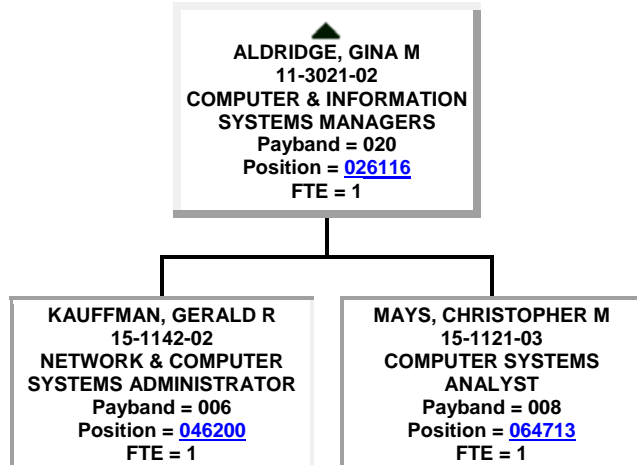 ALDRIDGE, GINA M
11-3021-02
COMPUTER & INFORMATION
SYSTEMS MANAGERS
Payband = 020
Position = 026116
FTE = 1
KAUFFMAN, GERALD R
15-1142-02
NETWORK & COMPUTER
SYSTEMS ADMINISTRATOR
Payband = 006
Position = 046200
FTE = 1
MAYS, CHRISTOPHER M
15-1121-03
COMPUTER SYSTEMS
ANALYST
Payband = 008
Position = 064713
FTE = 1